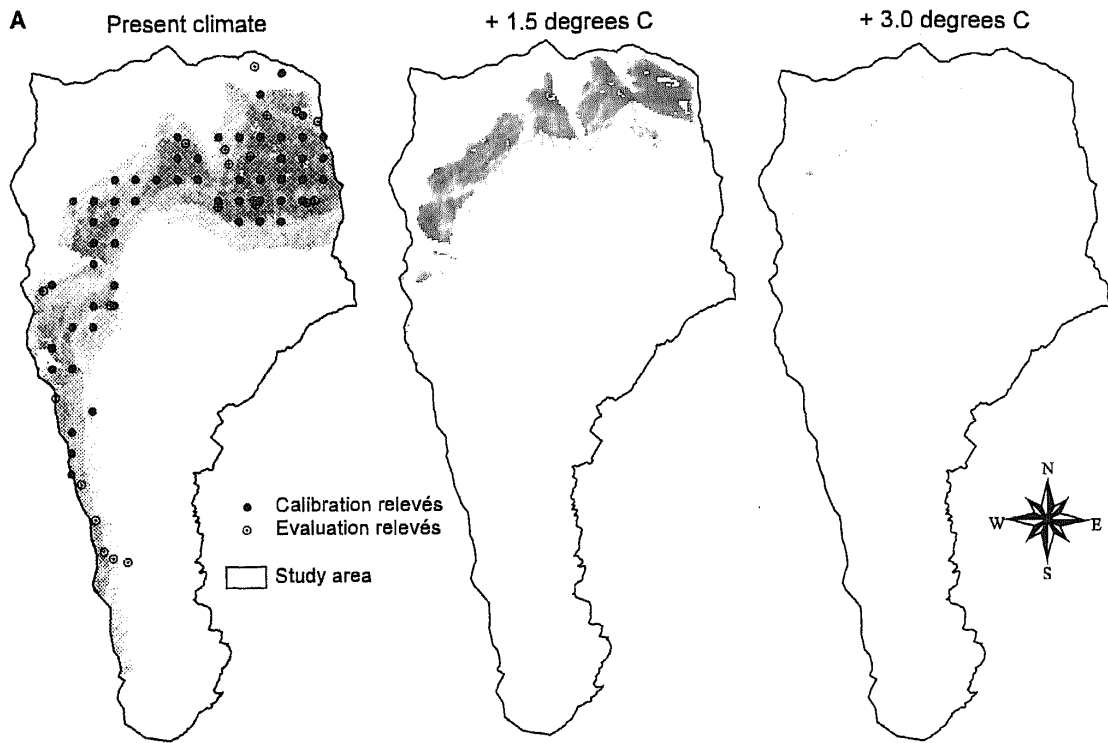 A
Present climate
+ 1.5 degrees C
+ 3.0 degrees C
Calibration relevés
Evaluation relevés
Study area
N
W
E
S